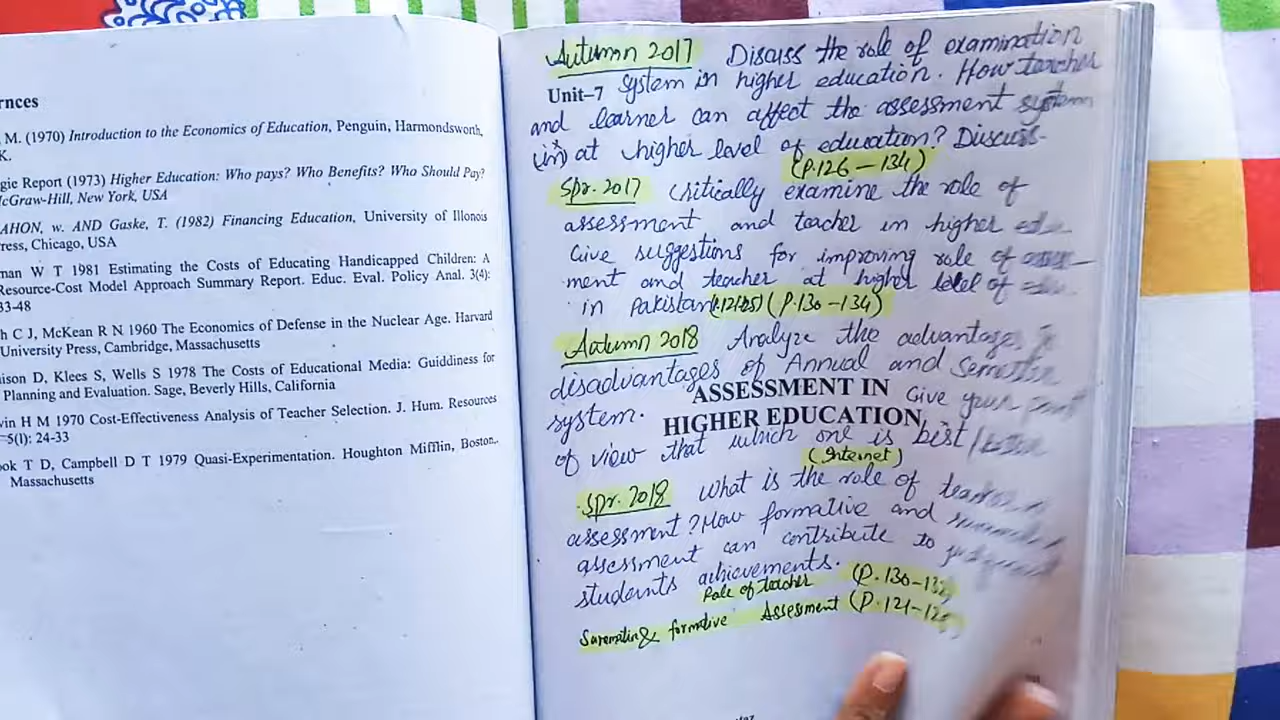 rnces
M. (1970) Introduction to the Economics of Education, Penguin, Harmondsworth,
K.
gie Report (1973) Higher Education: Who pays? Who Benefits? Who Should Pay?
cGraw-Hill, New York, USA
AHON, w. AND Gaske, T. (1982) Financing Education, University of Illonois
ress, Chicago, USA
nan W T 1981 Estimating the Costs of Educating Handicapped Children: A
Resource-Cost Model Approach Summary Report. Educ. Eval. Policy Anal. 3(4):
33-48
h C J, McKean R N 1960 The Economics of Defense in the Nuclear Age. Harvard
University Press, Cambridge, Massachusetts
ison D, Klees S, Wells S 1978 The Costs of Educational Media: Guiddiness for
Planning and Evaluation. Sage, Beverly Hills, California
vin H M 1970 Cost-Effectiveness Analysis of Teacher Selection. J. Hum. Resources
5(1): 24-33
ok T D, Campbell D T 1979 Quasi-Experimentation. Houghton Mifflin, Boston.
Massachusetts
Autumn 2017 Discuss the role of examination
Unit–7 system in higher education. How teacher
and learner can affect the assessment system
(in) at higher level of education? Discuss.
(P.126–134)
Spr. 2017 Critically examine the role of
assessment and teacher in higher
Give suggestions for improving role of
ment and teacher at higher level of
in Pakistan (P.130–134)
Autumn 2018 Analyze the advantages
disadvantages of Annual and Semester
ASSESSMENT IN
system. Give your point
HIGHER EDUCATION
of view that which one is best/
(Internet)
Spr. 2018 What is the role of teacher
assessment? How formative and
assessment can contribute to
students achievements.
Role of teacher (P.130-132)
Summative & formative Assessment (P.121-125)